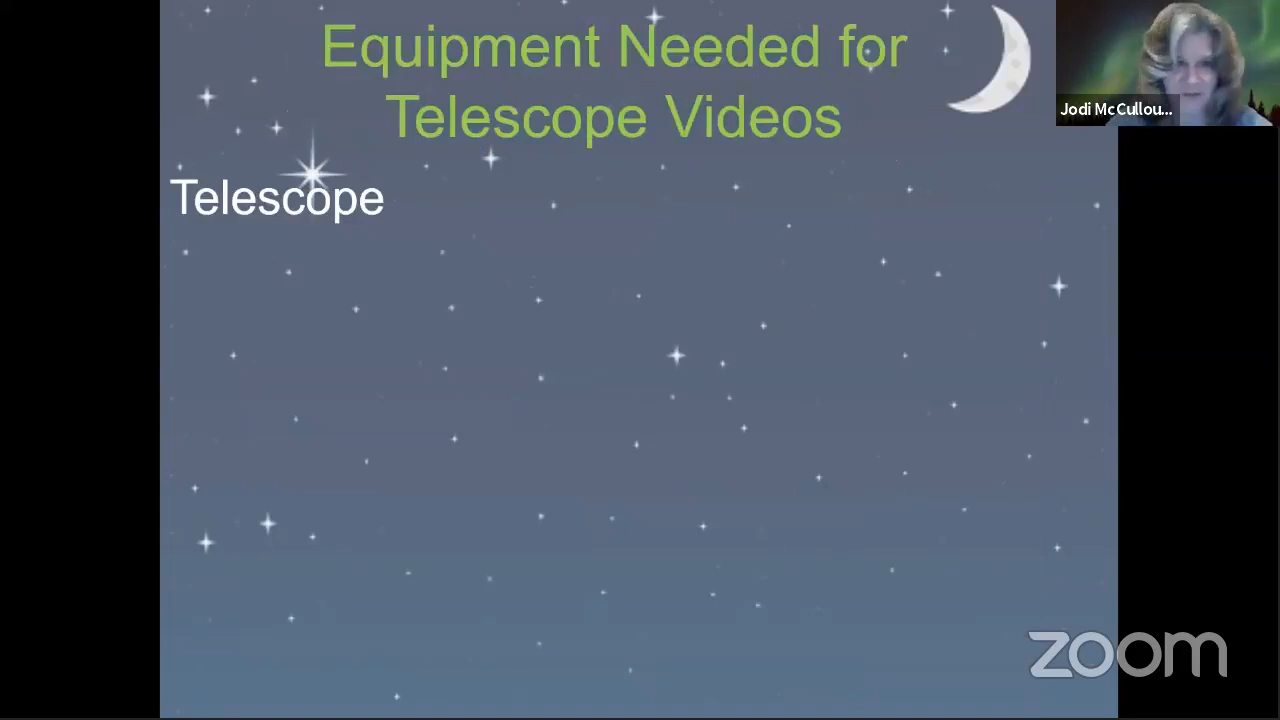 Equipment Needed for
Telescope Videos
Jodi McCullou...
Telescope
zoom